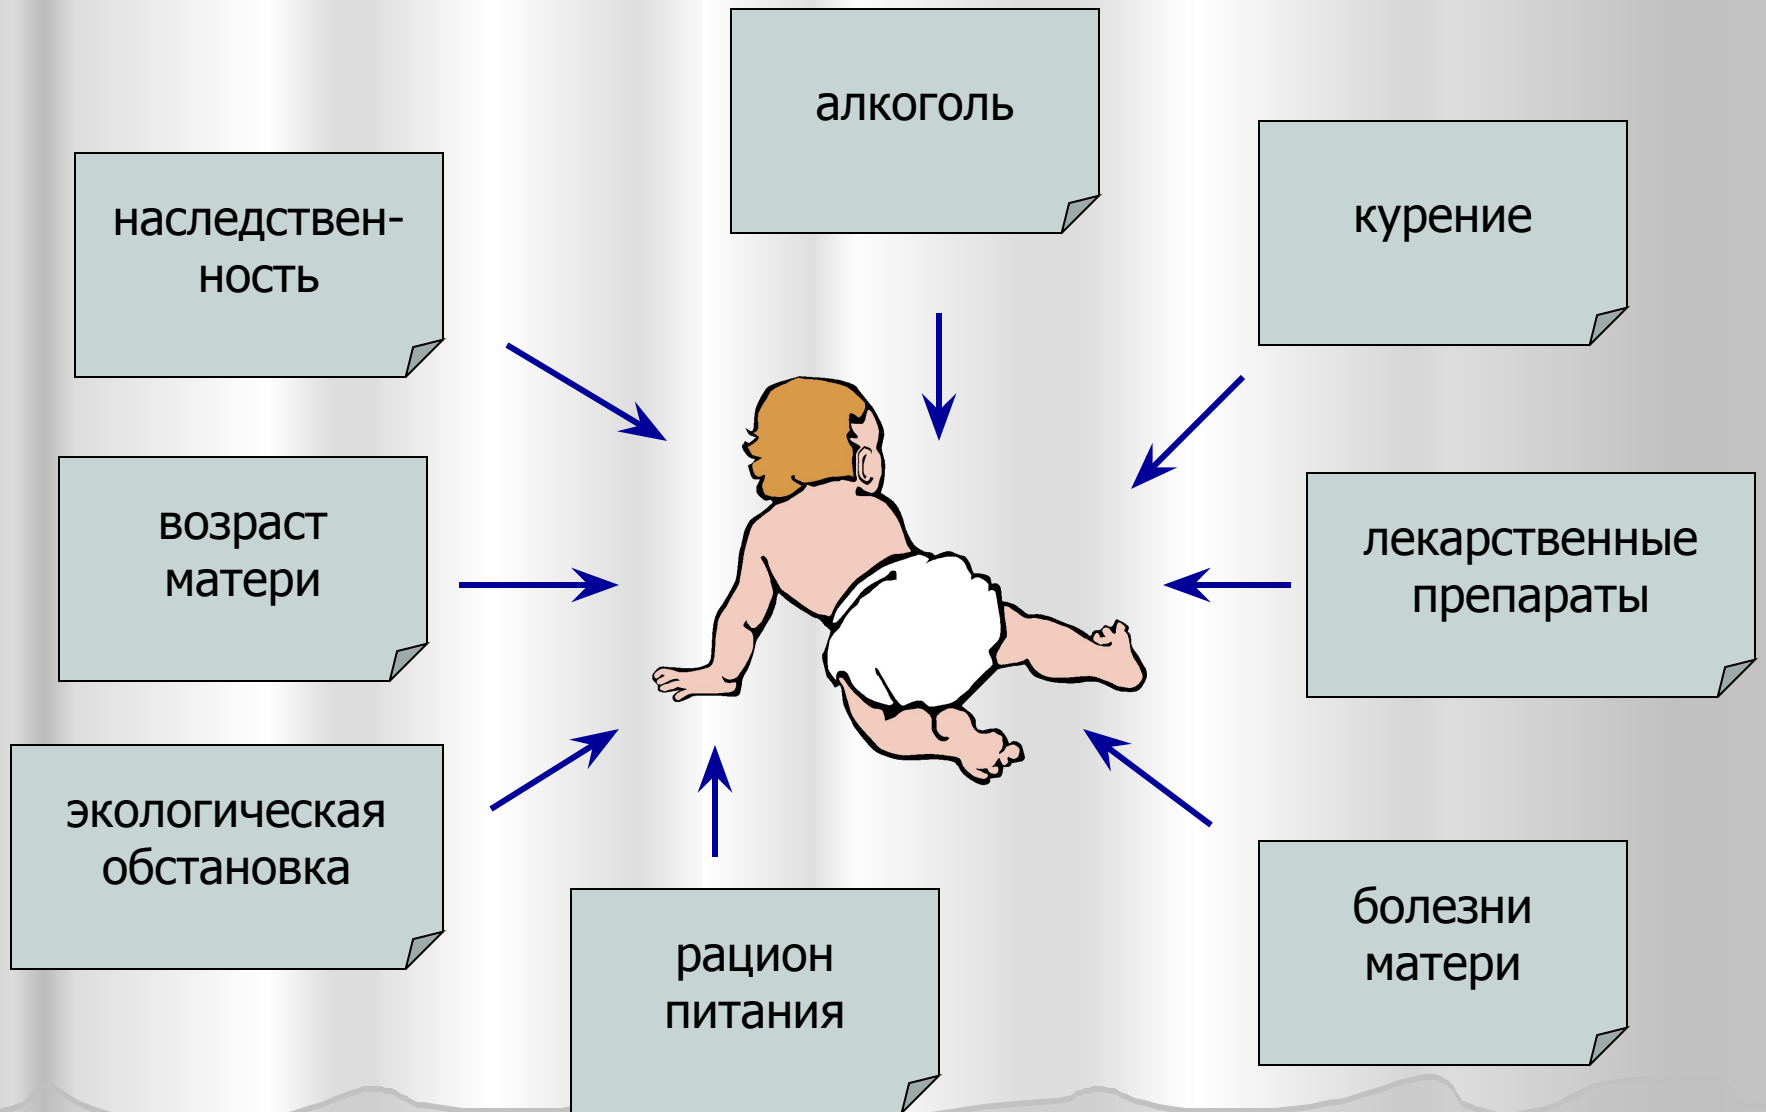 алкоголь
курение
наследствен-
ность
возраст
матери
лекарственные
препараты
экологическая
обстановка
рацион
питания
болезни
матери